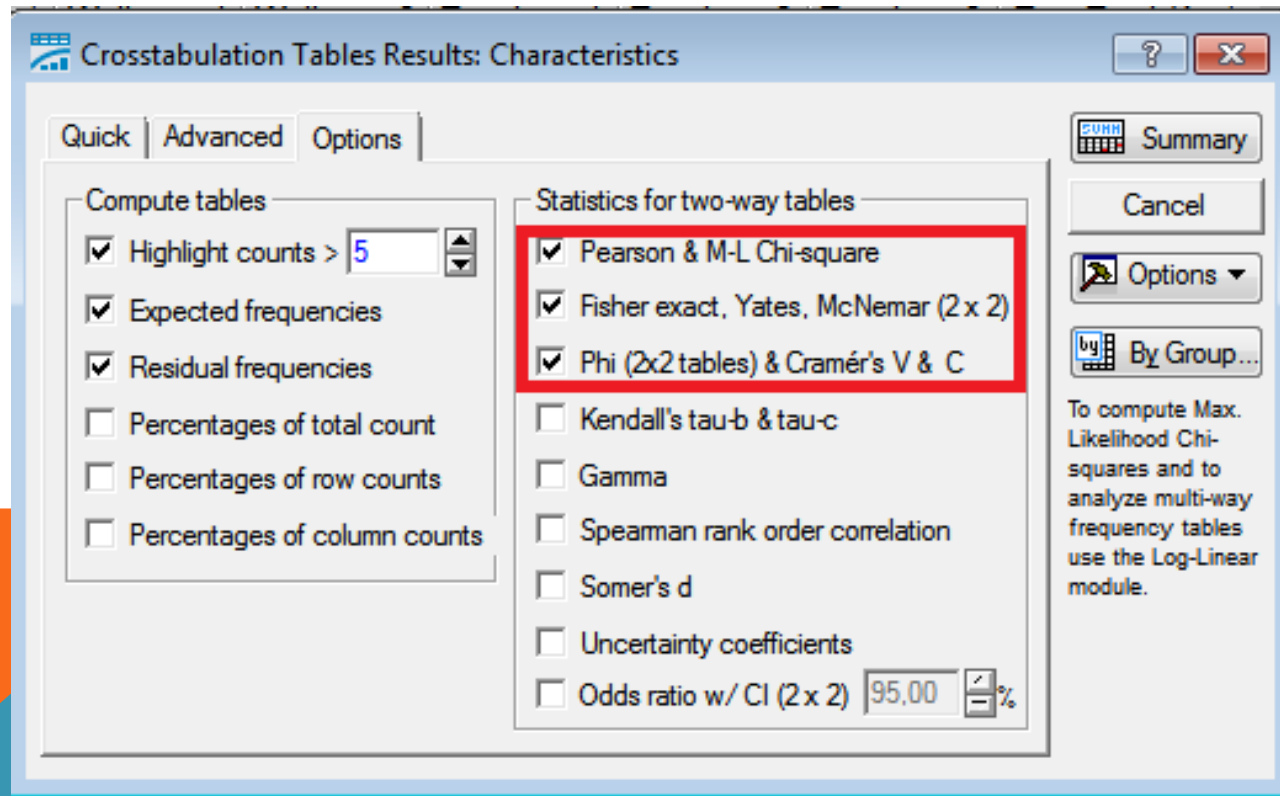 Crosstabulation Tables Results: Characteristics
?
Quick
Advanced
Options
Compute tables
Highlight counts > 5
Expected frequencies
Residual frequencies
Percentages of total count
Percentages of row counts
Percentages of column counts
Statistics for two-way tables
Pearson & M-L Chi-square
Fisher exact, Yates, McNemar (2 x 2)
Phi (2x2 tables) & Cramér's V & C
Kendall's tau-b & tau-c
Gamma
Spearman rank order correlation
Somer's d
Uncertainty coefficients
Odds ratio w/ CI (2 x 2) 95,00 %
SUMM Summary
Cancel
Options
by By Group...
To compute Max.
Likelihood Chi-
squares and to
analyze multi-way
frequency tables
use the Log-Linear
module.